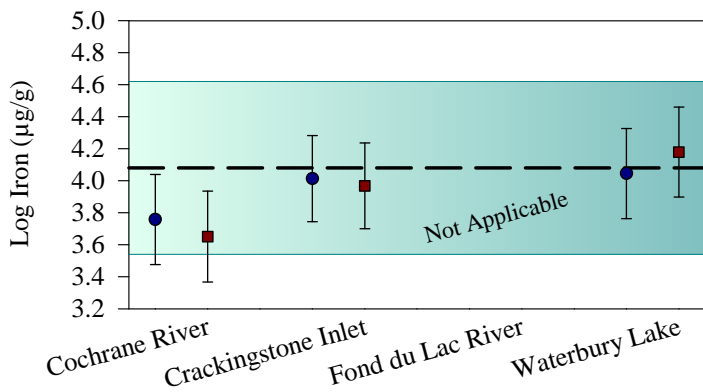 5.0
4.8
4.6
4.4
4.2
4.0
3.8
3.6
3.4
3.2
Log Iron (µg/g)
Not Applicable
Cochrane River
Crackingstone Inlet
Fond du Lac River
Waterbury Lake